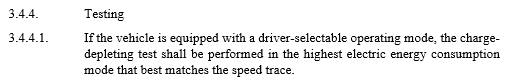 3.4.4. Testing
3.4.4.1. If the vehicle is equipped with a driver-selectable operating mode, the charge-
depleting test shall be performed in the highest electric energy consumption
mode that best matches the speed trace.